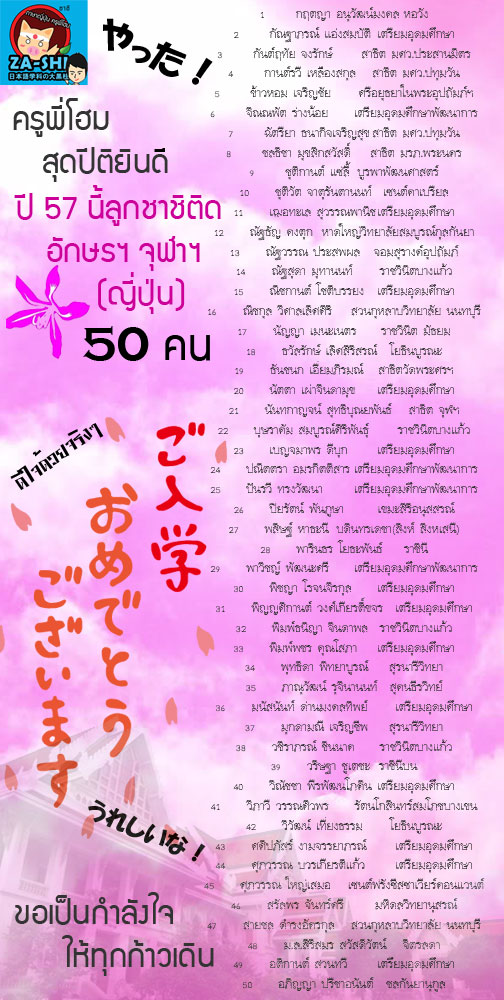 ซาชิ
ภาษาญี่ปุ่น ครูพี่โฮม
ZA-SHI
日本語学科の大黒柱
やった！
ครูพี่โฮม
สุดปีติยินดี
ปี 57 นี้ลูกซาชิติด
อักษรฯ จุฬาฯ
(ญี่ปุ่น)
50 คน
ดีใจด้วยจริงๆ
ご入学
おめでとう
ございます
うれしいな！
ขอเป็นกำลังใจ
ให้ทุกก้าวเดิน
1 กฤตญา อนุวัฒน์มงคล หอวัง
2 กัณฐาภรณ์ แอ่งสมบัติ เตรียมอุดมศึกษา
3 กันต์ฤทัย จงรักษ์ สาธิต มศว.ประสานมิตร
4 กานต์รวี เหลืองสกุล สาธิต มศว.ปทุมวัน
5 ข้าวหอม เจริญชัย ศรีอยุธยาในพระอุปถัมภ์ฯ
6 จิณณพัต ร่างน้อย เตรียมอุดมศึกษาพัฒนาการ
7 ฉัตรียา ธนากิจเจริญสุข สาธิต มศว.ปทุมวัน
8 ชลธิชา มุขสิกสวัสดิ์ สาธิต มรภ.พระนคร
9 ชุติกานต์ แซ่ลี้ บูรพาพัฒนศาสตร์
10 ชุติวัต จาตุรันตานนท์ เซนต์คาเบรียล
11 เฌอทะเล สุวรรณพานิช เตรียมอุดมศึกษา
12 ณัฐธัญ คงตุก หาดใหญ่วิทยาลัยสมบูรณ์กุลกันยา
13 ณัฐวรรณ ประสพผล จอมสุรางค์อุปถัมภ์
14 ณัฐสุดา มุทานนท์ ราชวินิตบางแก้ว
15 ณิชกานต์ โชติบรรยง เตรียมอุดมศึกษา
16 ณิชกุล วิศาลเลิศศิริ สวนกุหลาบวิทยาลัย นนทบุรี
17 นัญญา เมนะเนตร ราชวินิต มัธยม
18 ธวัลรักษ์ เลิศสิริสรณ์ โยธินบูรณะ
19 ธันชนก เอี่ยมภิรมณ์ สาธิตวัดพระศรีฯ
20 นัตตา เผ่าจินดามุข เตรียมอุดมศึกษา
21 นันทกาญจน์ สุทธิบุณยพันธ์ สาธิต จุฬาฯ
22 บุษราคัม สมบูรณ์ศิริพันธุ์ ราชวินิตบางแก้ว
23 เบญจมาพร ดีบุก เตรียมอุดมศึกษา
24 ปณิตตรา อมรกิตติสาร เตรียมอุดมศึกษาพัฒนาการ
25 ปันรวี ทรงวัฒนา เตรียมอุดมศึกษาพัฒนาการ
26 ปิยรัตน์ พันภูษา เขมะสิริอนุสสรณ์
27 พสิษฐ์ หาธะนี บดินทรเดชา(สิงห์ สิงหเสนี)
28 พารินธร โยธะพันธ์ ราชินี
29 พาวิชญ์ พัฒนะศรี เตรียมอุดมศึกษาพัฒนาการ
30 พิชญา โรจนจิรกุล เตรียมอุดมศึกษา
31 พิญญศิกานต์ วงศ์เกียรติ์ขจร เตรียมอุดมศึกษา
32 พิมพ์ธนิญา จินดาพล ราชวินิตบางแก้ว
33 พิมพ์พชร คุณโสภา เตรียมอุดมศึกษา
34 พุทธิดา พิทยาบูรณ์ สุรนารีวิทยา
35 ภาณุวัฒน์ รุจินานนท์ สุคนธีรวิทย์
36 มนัสนันท์ ด่านมงคลทิพย์ เตรียมอุดมศึกษา
37 มุกดามณี เจริญชีพ สุรนารีวิทยา
38 วชิราภรณ์ ชินนาค ราชวินิตบางแก้ว
39 วริษฐา ชูเตชะ ราชินีบน
40 วิณัชชา พีรพัฒนโภคิน เตรียมอุดมศึกษา
41 วิภาวี วรรณศิวพร รัตนโกสินทร์สมโภชบางเขน
42 วิวัฒน์ เที่ยงธรรม โยธินบูรณะ
43 ศศิปภัสร์ งามจรรยาภรณ์ เตรียมอุดมศึกษา
44 ศุภวรรณ บวรเกียรติแก้ว เตรียมอุดมศึกษา
45 ศุภวรรณ ใหญ่เสมอ เซนต์ฟรังซีสซาเวียร์คอนแวนต์
46 สรัลพร จันทร์ศรี มหิดลวิทยานุสรณ์
47 สายชล ดำรงอัครกุล สวนกุหลาบวิทยาลัย นนทบุรี
48 ม.ล.สิริสมร สวัสดิวัตน์ จิตรลดา
49 อติกานต์ สวนทวี เตรียมอุดมศึกษา
50 อภิญญา ปรีชาอนันต์ ชลกันยานุกูล